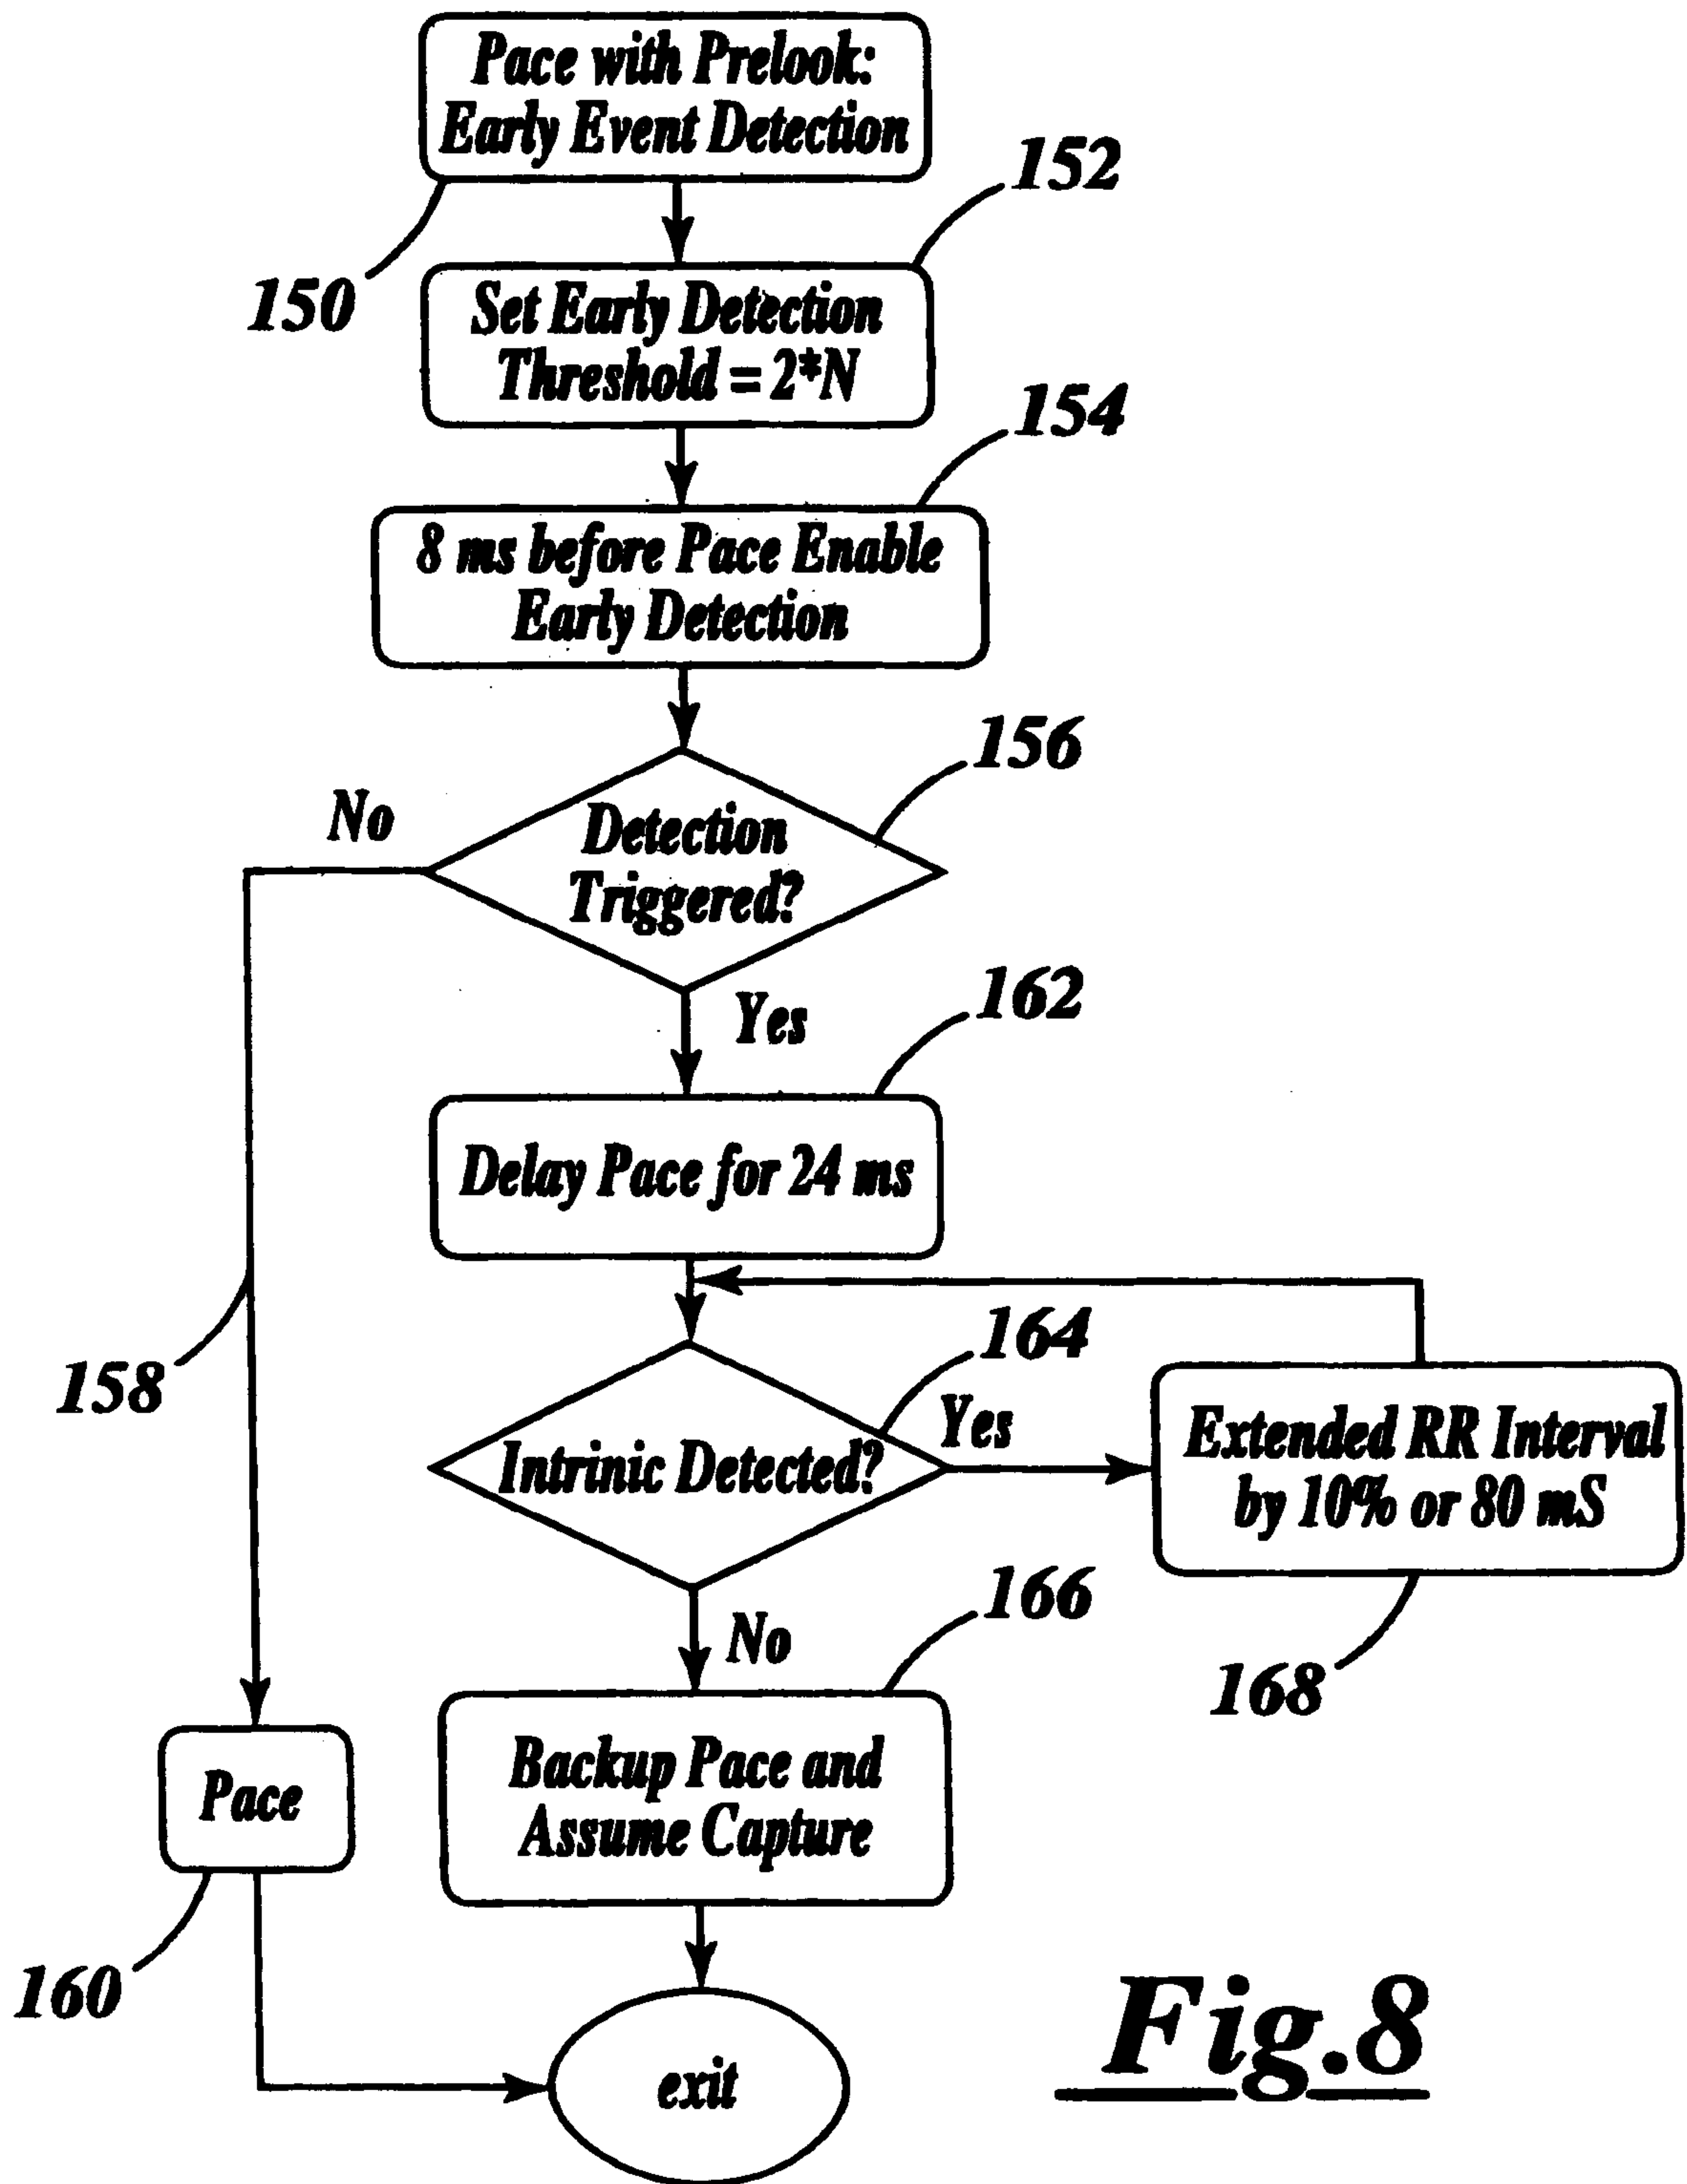 Pace with Prelook:
Early Event Detection
150
152
Set Early Detection
Threshold = 2*N
154
8 ms before Pace Enable
Early Detection
156
No
Detection
Triggered?
Yes
162
Delay Pace for 24 ms
158
164
Intrinic Detected?
Yes
Extended RR Interval
by 10% or 80 mS
168
No
166
Backup Pace and
Assume Capture
Pace
160
exit
Fig.8